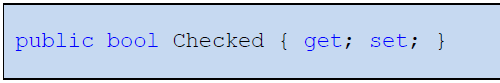 public bool Checked { get; set; }